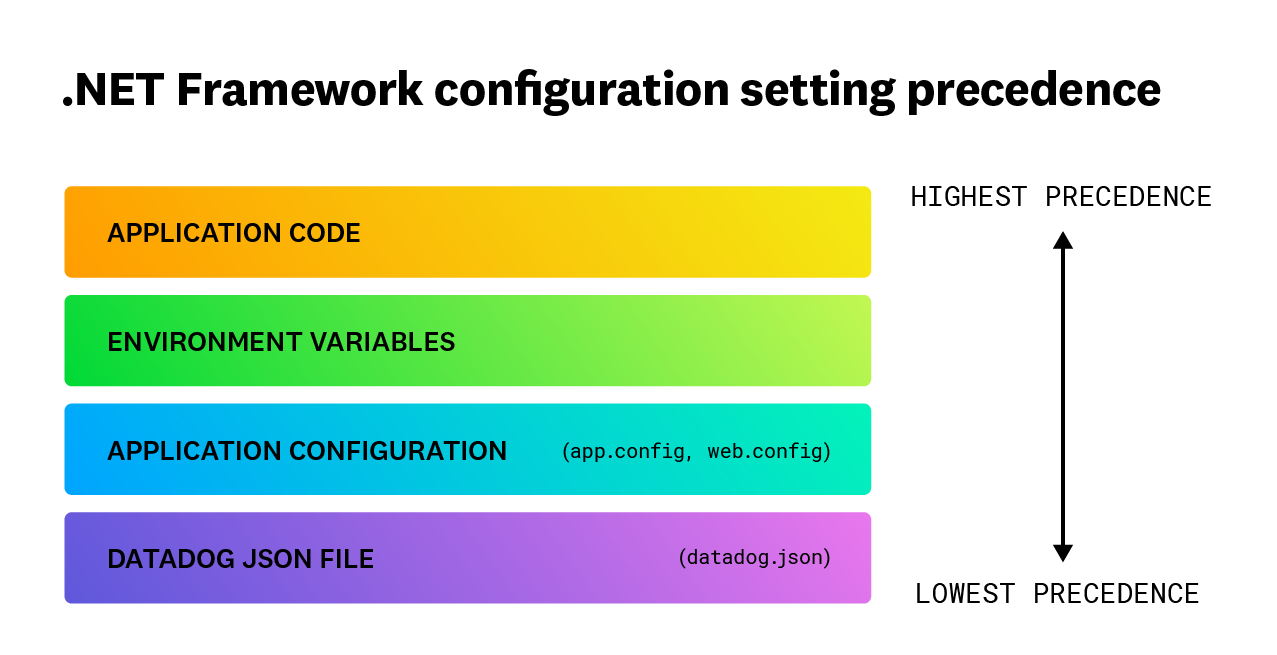 .NET Framework configuration setting precedence
HIGHEST PRECEDENCE
APPLICATION CODE
ENVIRONMENT VARIABLES
APPLICATION CONFIGURATION (app.config, web.config)
DATADOG JSON FILE (datadog.json)
LOWEST PRECEDENCE